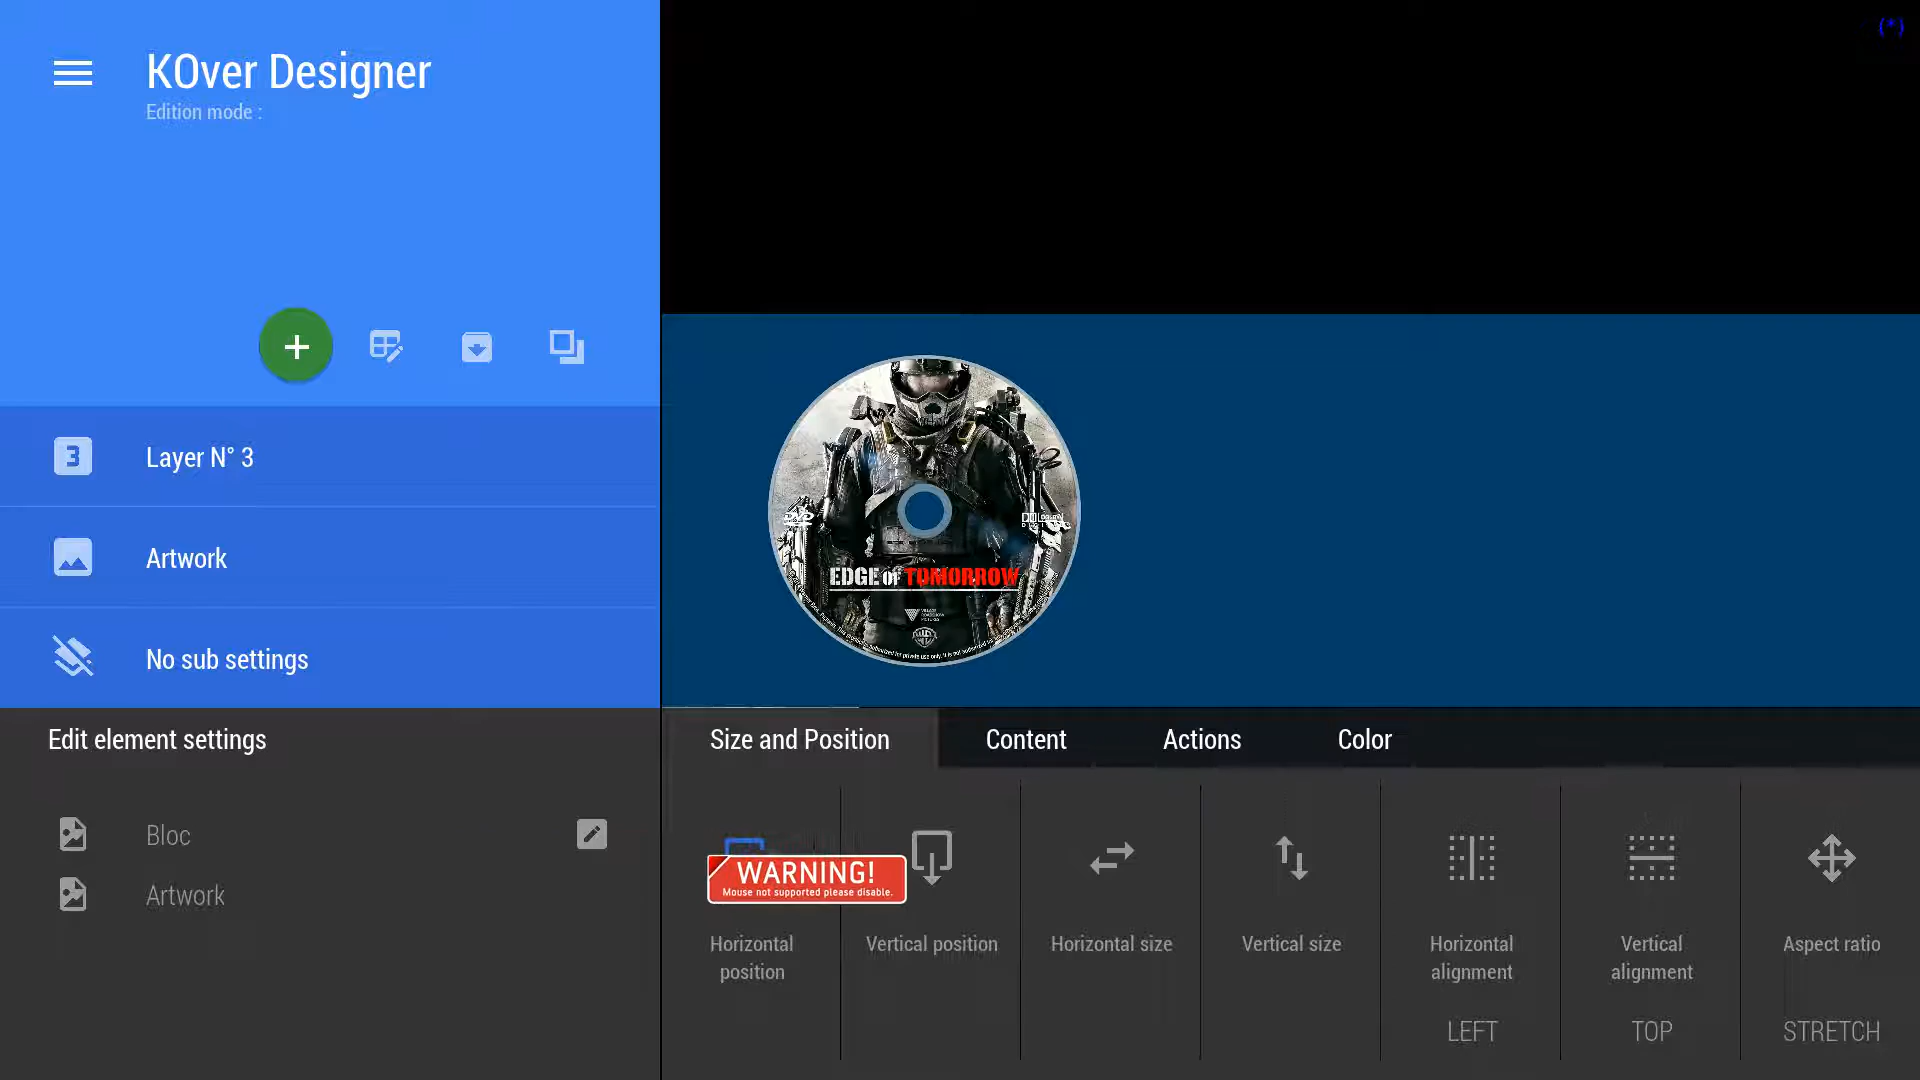 KOver Designer
Edition mode :
(*)
Layer N° 3
Artwork
No sub settings
EDGE OF TOMORROW
Edit element settings
Bloc
Artwork
Size and Position
Content
Actions
Color
WARNING!
Mouse not supported please disable.
Horizontal
position
Vertical position
Horizontal size
Vertical size
Horizontal
alignment
LEFT
Vertical
alignment
TOP
Aspect ratio
STRETCH
3